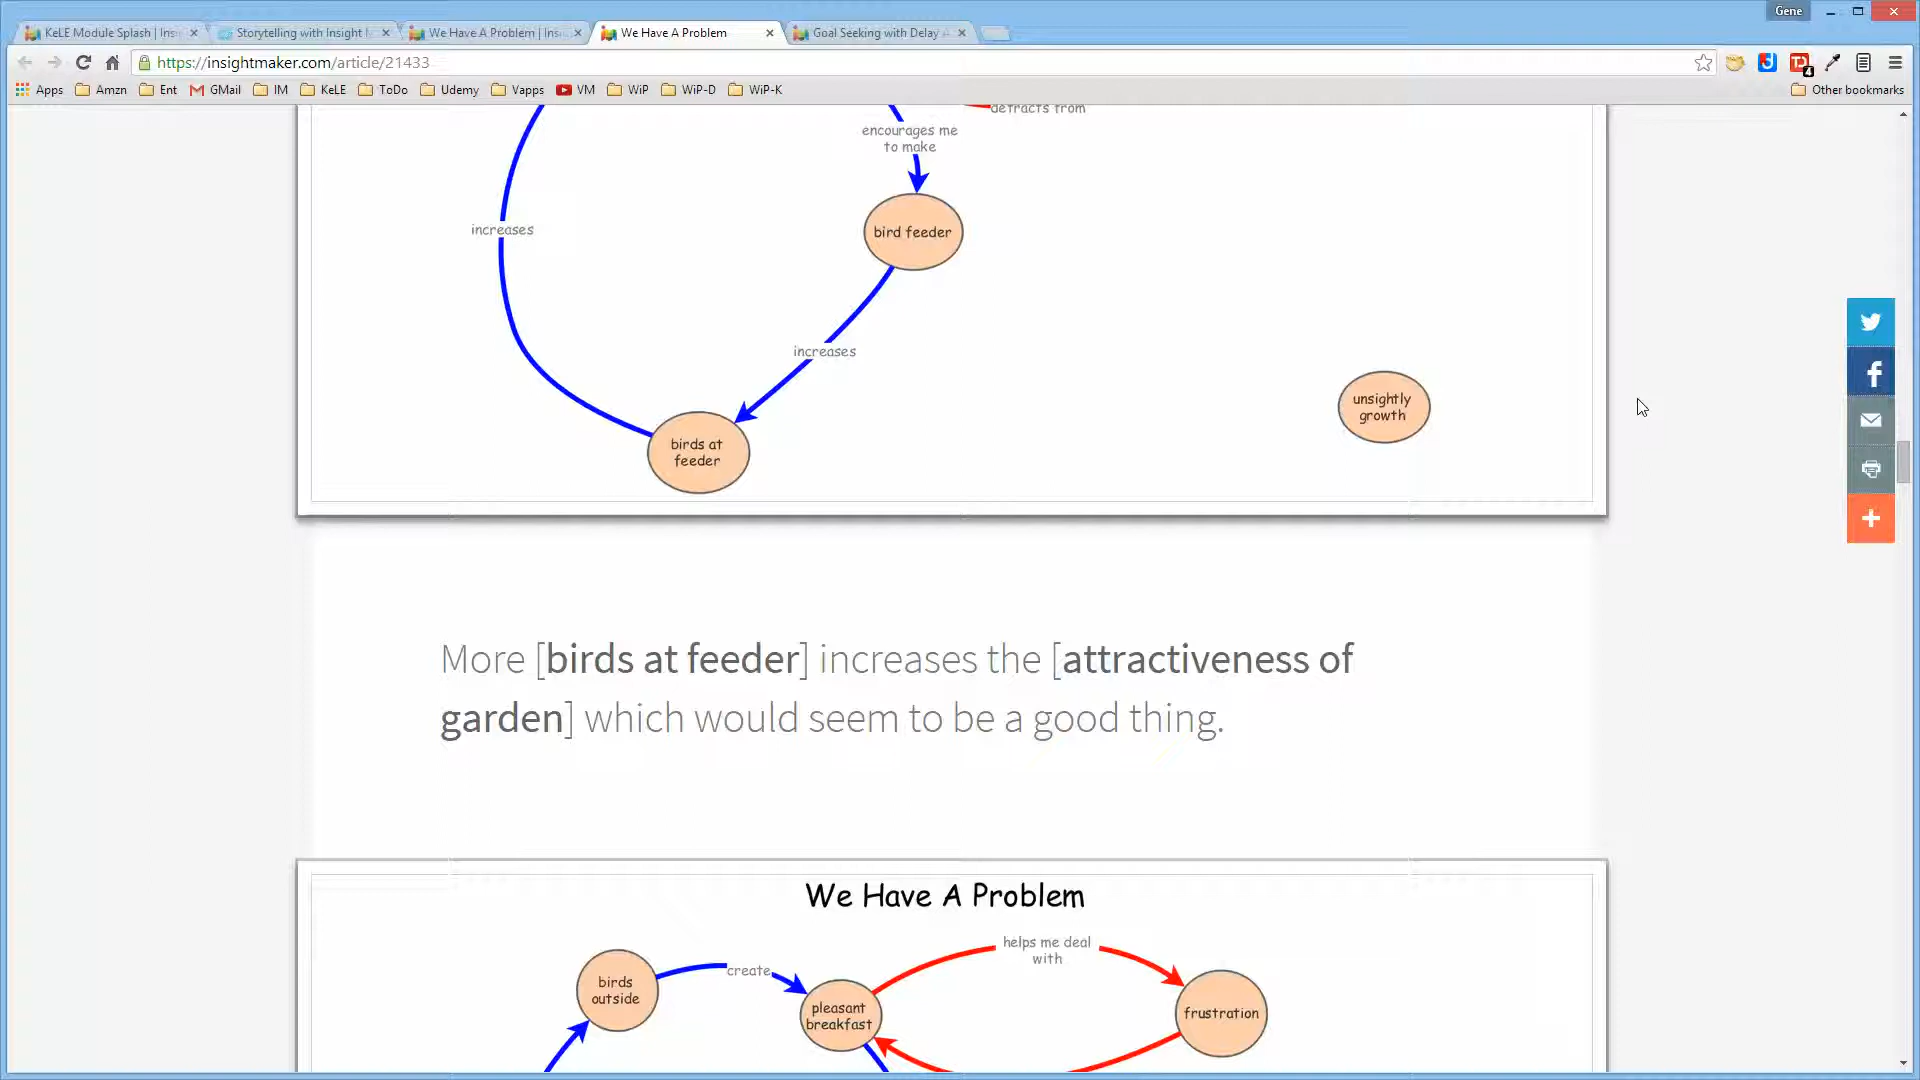 Gene
KeLE Module Splash | Insi
Storytelling with Insight
We Have A Problem | Insi
We Have A Problem
Goal Seeking with Delay
https://insightmaker.com/article/21433
Apps Amzn Ent GMail IM KeLE ToDo Udemy Vapps VM WiP WiP-D WiP-K Other bookmarks
detracts from
encourages me
to make
bird feeder
increases
increases
birds at
feeder
unsightly
growth
More [birds at feeder] increases the [attractiveness of
garden] which would seem to be a good thing.
We Have A Problem
helps me deal
with
create
birds
outside
pleasant
breakfast
frustration